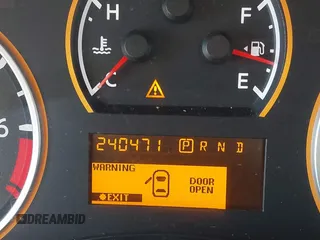 H F
C E
6
240471 P R N D
WARNING
DOOR
OPEN
EXIT
DREAMBID